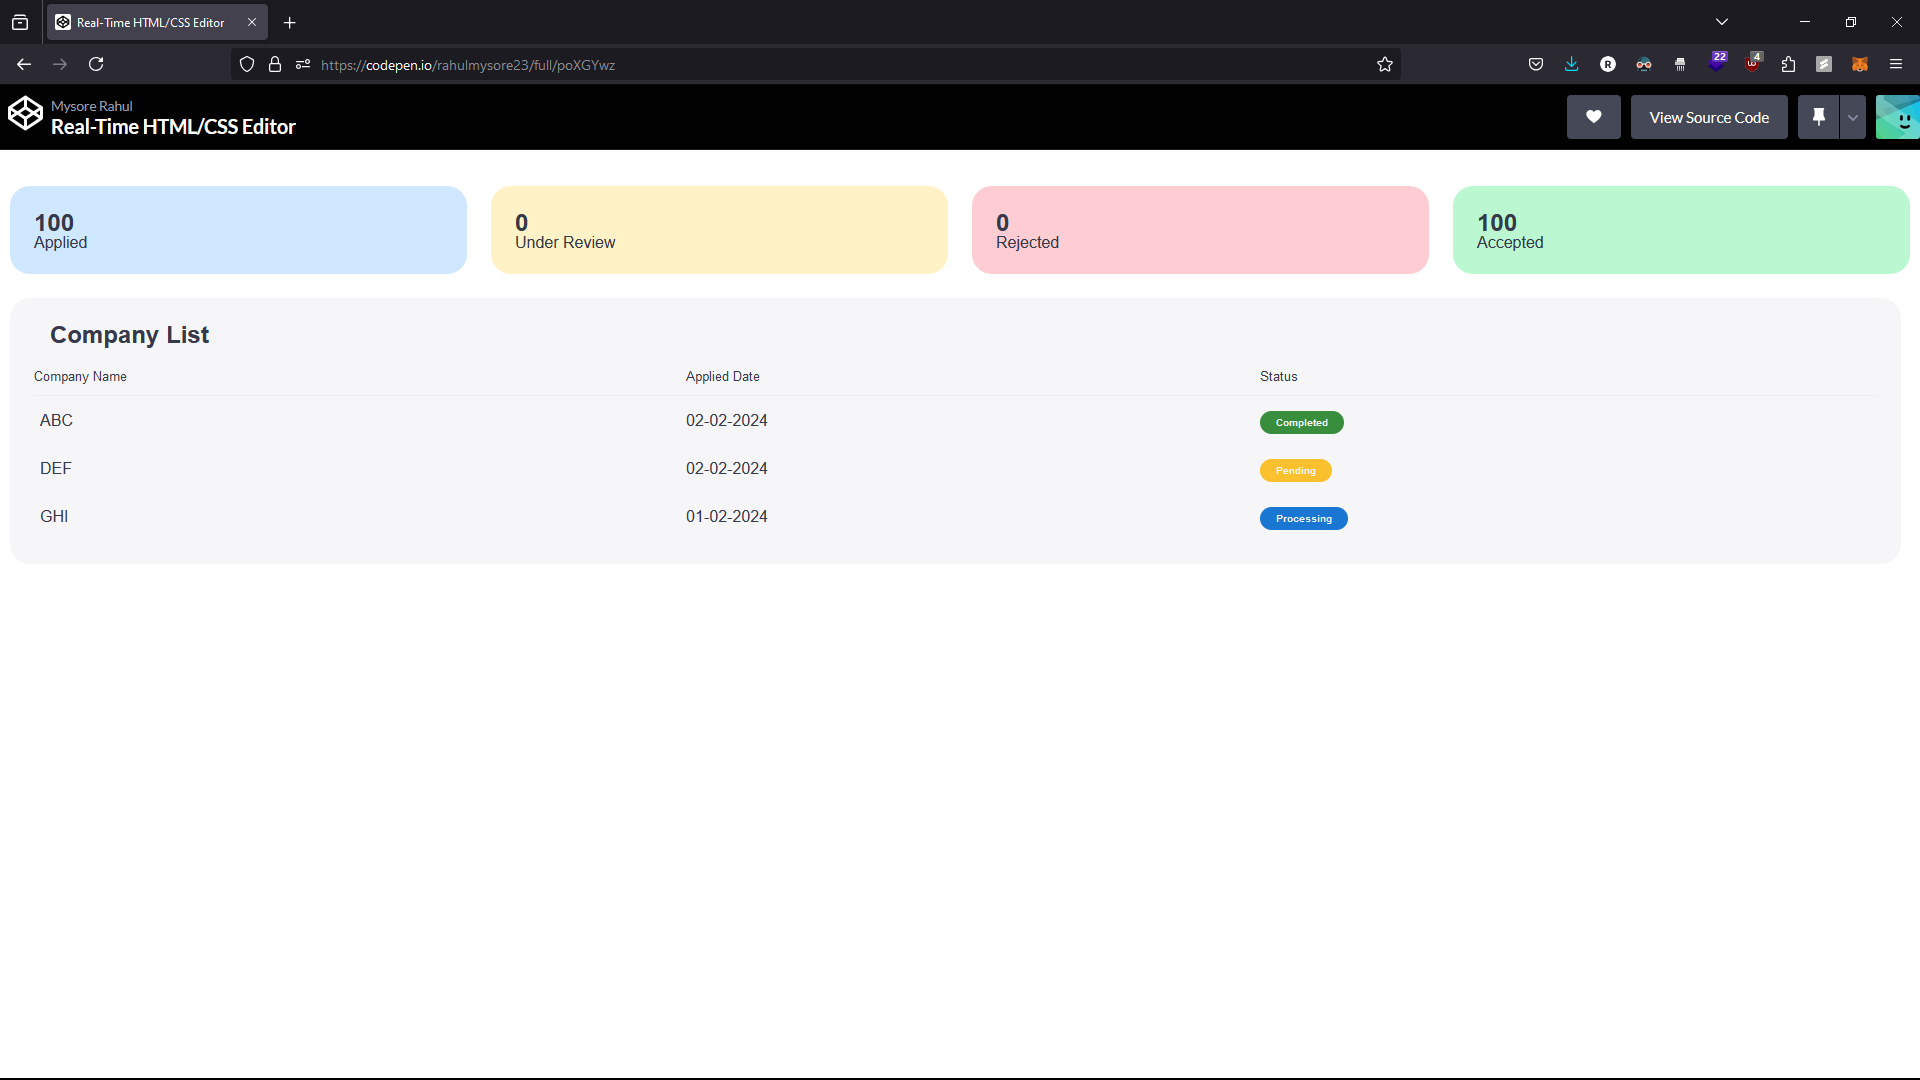 Real-Time HTML/CSS Editor
https://codepen.io/rahulmysore23/full/poXGYwz
22
4
Mysore Rahul
Real-Time HTML/CSS Editor
View Source Code
100
Applied
0
Under Review
0
Rejected
100
Accepted
Company List
Company Name Applied Date Status
ABC 02-02-2024 Completed
DEF 02-02-2024 Pending
GHI 01-02-2024 Processing